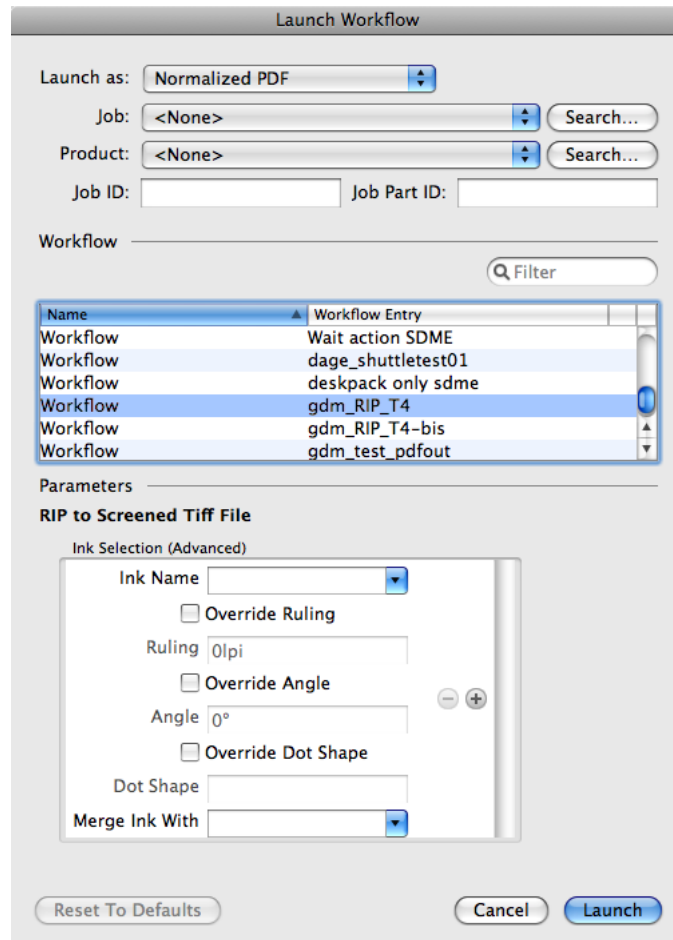 Launch Workflow
Launch as: Normalized PDF
Job: <None> Search...
Product: <None> Search...
Job ID: Job Part ID:
Workflow
Filter
Name Workflow Entry
Workflow Wait action SDME
Workflow dage_shuttletest01
Workflow deskpack only sdme
Workflow gdm_RIP_T4
Workflow gdm_RIP_T4-bis
Workflow gdm_test_pdfout
Parameters
RIP to Screened Tiff File
Ink Selection (Advanced)
Ink Name
Override Ruling
Ruling 0lpi
Override Angle
Angle 0°
Override Dot Shape
Dot Shape
Merge Ink With
Reset To Defaults Cancel Launch